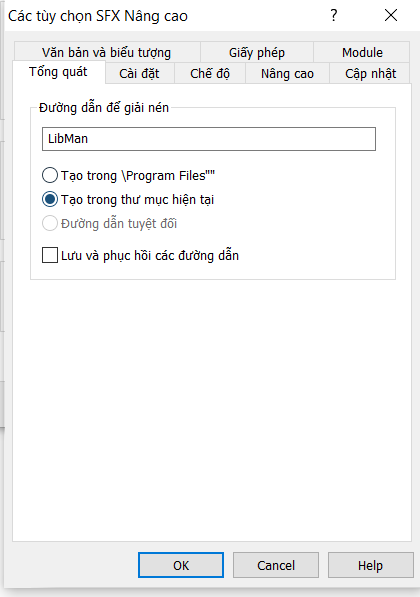 Các tùy chọn SFX Nâng cao
?
Văn bản và biểu tượng Giấy phép Module
Tổng quát Cài đặt Chế độ Nâng cao Cập nhật
Đường dẫn để giải nén
LibMan
Tạo trong \Program Files""
Tạo trong thư mục hiện tại
Đường dẫn tuyệt đối
Lưu và phục hồi các đường dẫn
OK Cancel Help